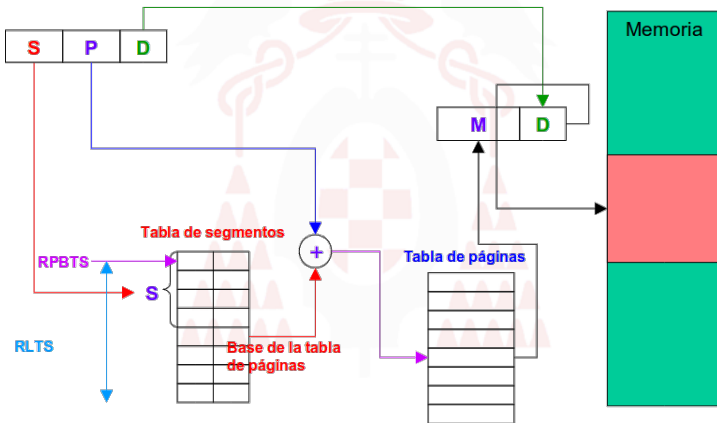 S P D
Memoria
M D
Tabla de segmentos
RPBTS
S
+
Tabla de páginas
RLTS
Base de la tabla
de páginas